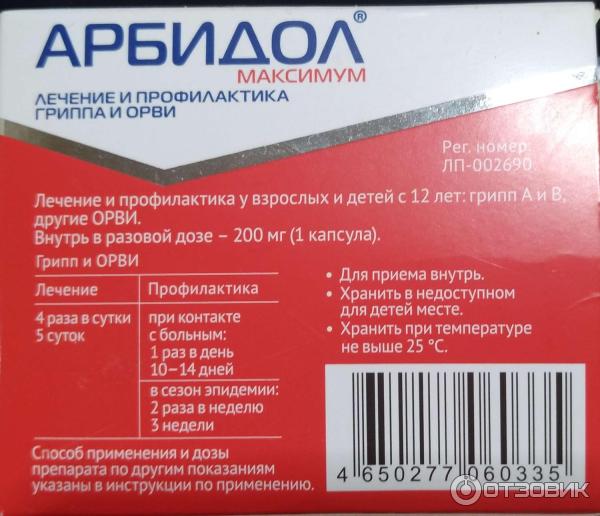 АРБИДОЛ®
МАКСИМУМ
ЛЕЧЕНИЕ И ПРОФИЛАКТИКА
ГРИППА И ОРВИ
Рег. номер:
ЛП-002690
Лечение и профилактика у взрослых и детей с 12 лет: грипп А и В,
другие ОРВИ.
Внутрь в разовой дозе – 200 мг (1 капсула).
Грипп и ОРВИ
Лечение
Профилактика
4 раза в сутки
5 суток
при контакте
с больным:
1 раз в день
10–14 дней
в сезон эпидемии:
2 раза в неделю
3 недели
• Для приема внутрь.
• Хранить в недоступном
для детей месте.
• Хранить при температуре
не выше 25 °С.
Способ применения и дозы
препарата по другим показаниям
указаны в инструкции по применению.
4 650277 060335
ОТЗОВИК